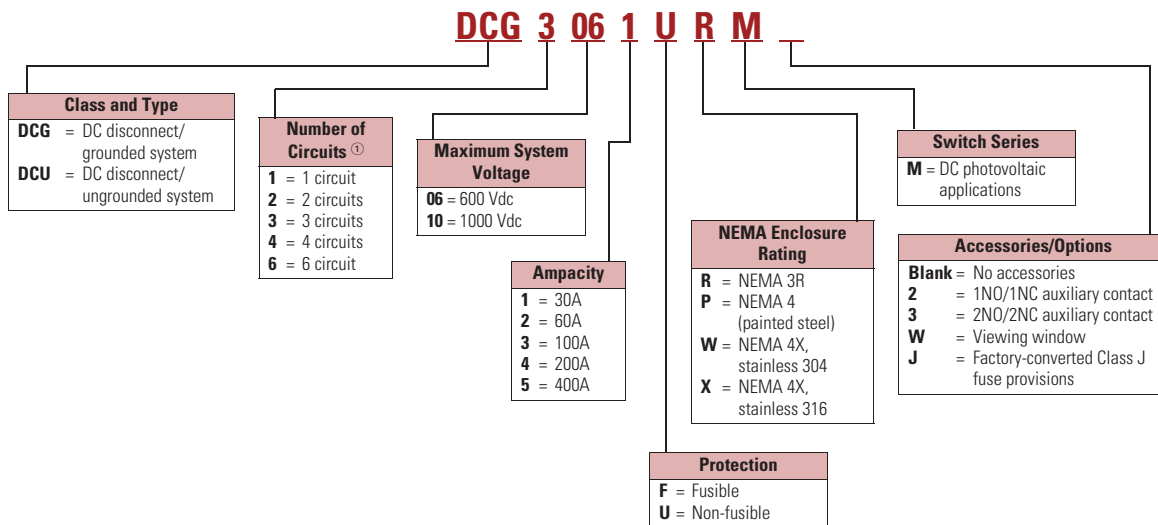 DCG 3 06 1 U R M _
Class and Type
DCG = DC disconnect/
grounded system
DCU = DC disconnect/
ungrounded system
Number of
Circuits ①
1 = 1 circuit
2 = 2 circuits
3 = 3 circuits
4 = 4 circuits
6 = 6 circuit
Maximum System
Voltage
06 = 600 Vdc
10 = 1000 Vdc
Ampacity
1 = 30A
2 = 60A
3 = 100A
4 = 200A
5 = 400A
Protection
F = Fusible
U = Non-fusible
NEMA Enclosure
Rating
R = NEMA 3R
P = NEMA 4
(painted steel)
W = NEMA 4X,
stainless 304
X = NEMA 4X,
stainless 316
Switch Series
M = DC photovoltaic
applications
Accessories/Options
Blank = No accessories
2 = 1NO/1NC auxiliary contact
3 = 2NO/2NC auxiliary contact
W = Viewing window
J = Factory-converted Class J
fuse provisions